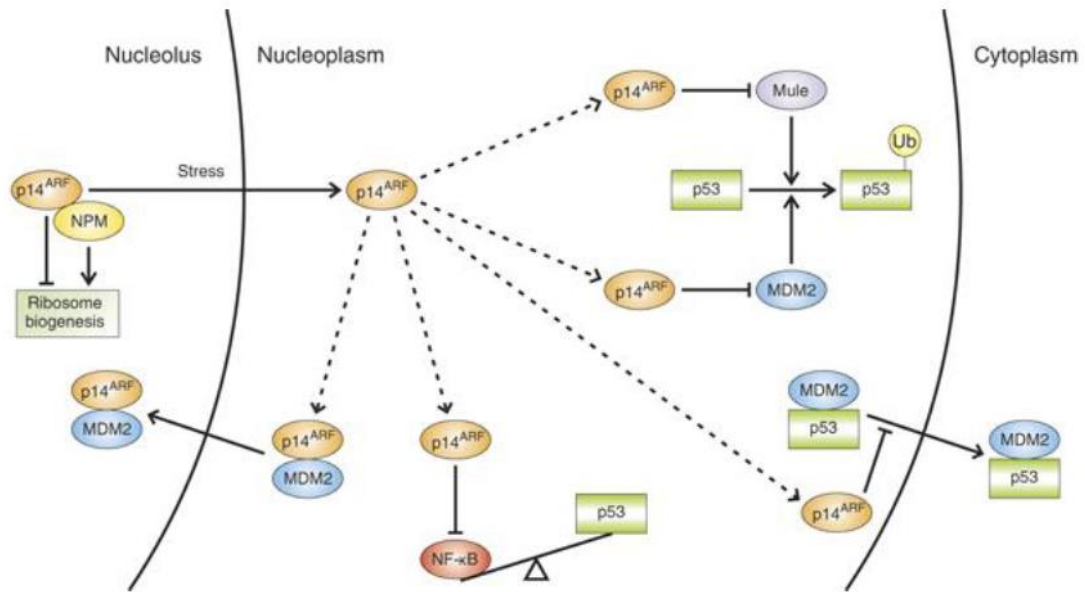 Nucleolus
Nucleoplasm
Cytoplasm
p14ARF
Mule
Ub
Stress
p14ARF
NPM
p14ARF
p53
p53
Ribosome
biogenesis
p14ARF
MDM2
p14ARF
MDM2
p14ARF
MDM2
p14ARF
MDM2
p53
MDM2
p53
p53
p14ARF
NF-κB